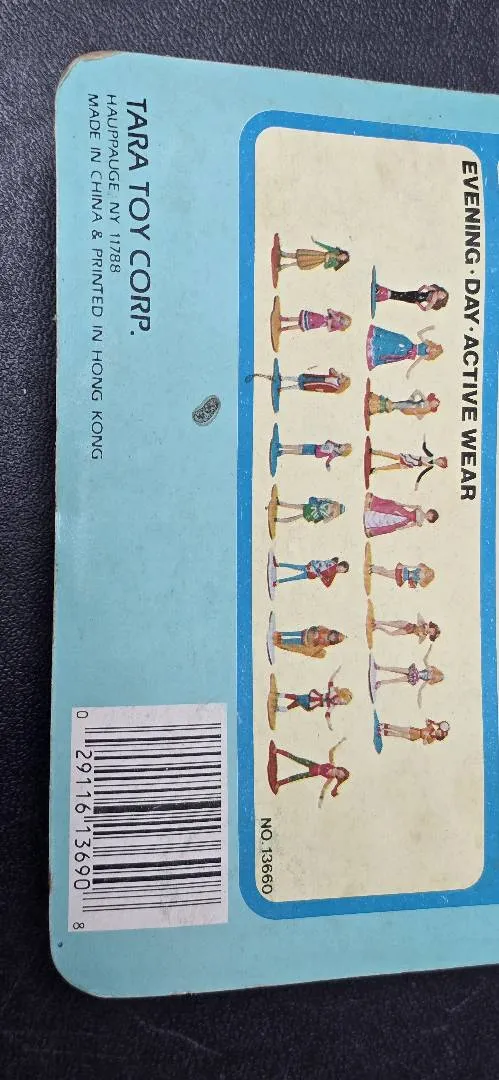 EVENING · DAY · ACTIVE WEAR
NO. 13660
TARA TOY CORP.
HAUPPAUGE, NY 11788
MADE IN CHINA & PRINTED IN HONG KONG
0 29116 13690 8